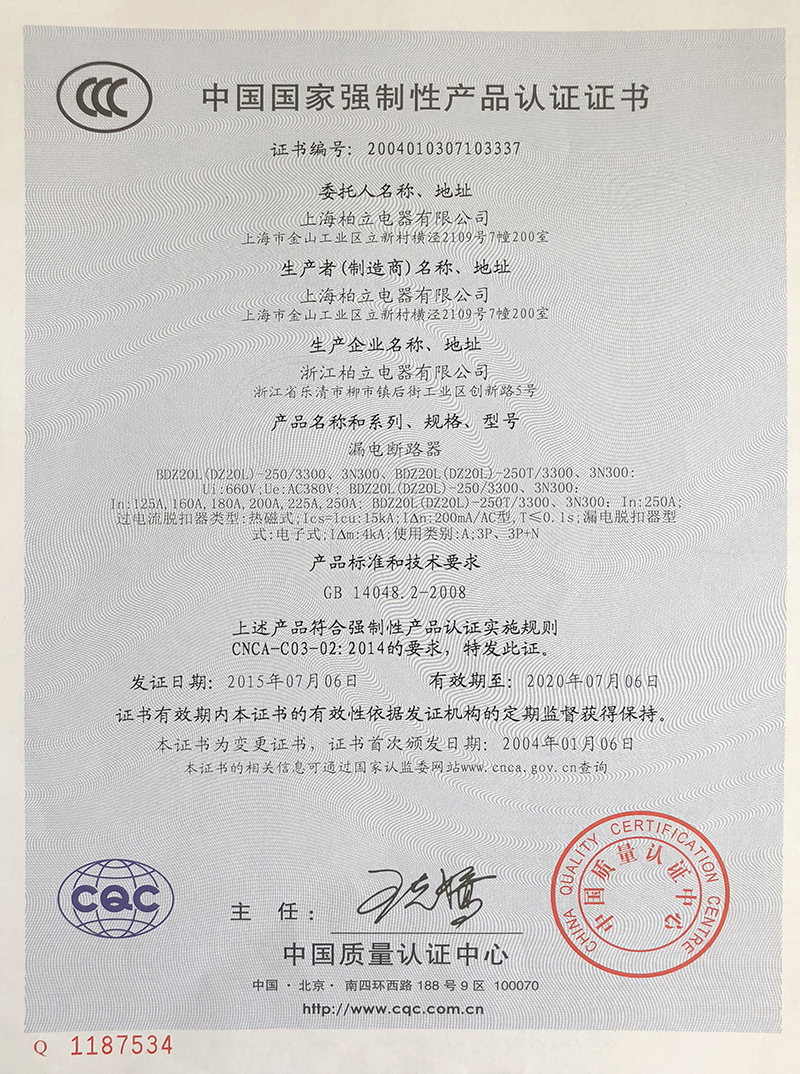 CCC
中国国家强制性产品认证证书
证书编号: 2004010307103337
委托人名称、地址
上海柏立电器有限公司
上海市金山工业区立新村横泾2109号7幢200室
生产者(制造商)名称、地址
上海柏立电器有限公司
上海市金山工业区立新村横泾2109号7幢200室
生产企业名称、地址
浙江柏立电器有限公司
浙江省乐清市柳市镇后街工业区创新路5号
产品名称和系列、规格、型号
漏电断路器
BDZ20L(DZ20L)-250/3300、3N300、BDZ20L(DZ20L)-250T/3300、3N300:
Ui:660V;Ue:AC380V; BDZ20L(DZ20L)-250/3300、3N300:
In:125A,160A,180A,200A,225A,250A; BDZ20L(DZ20L)-250T/3300、3N300: In:250A;
过电流脱扣器类型:热磁式;Ics=Icu:15kA;IΔn:200mA/AC型,T≤0.1s;漏电脱扣器型
式:电子式;IΔm:4kA;使用类别:A;3P、3P+N
产品标准和技术要求
GB 14048.2-2008
上述产品符合强制性产品认证实施规则
CNCA-C03-02:2014的要求，特发此证。
发证日期: 2015年07月06日 有效期至: 2020年07月06日
证书有效期内本证书的有效性依据发证机构的定期监督获得保持。
本证书为变更证书，证书首次颁发日期: 2004年01月06日
本证书的相关信息可通过国家认监委网站www.cnca.gov.cn查询
CQC
主 任:
CHINA QUALITY CERTIFICATION CENTRE
中国质量认证中心
中国质量认证中心
中国·北京·南四环西路188号9区 100070
http://www.cqc.com.cn
Q 1187534